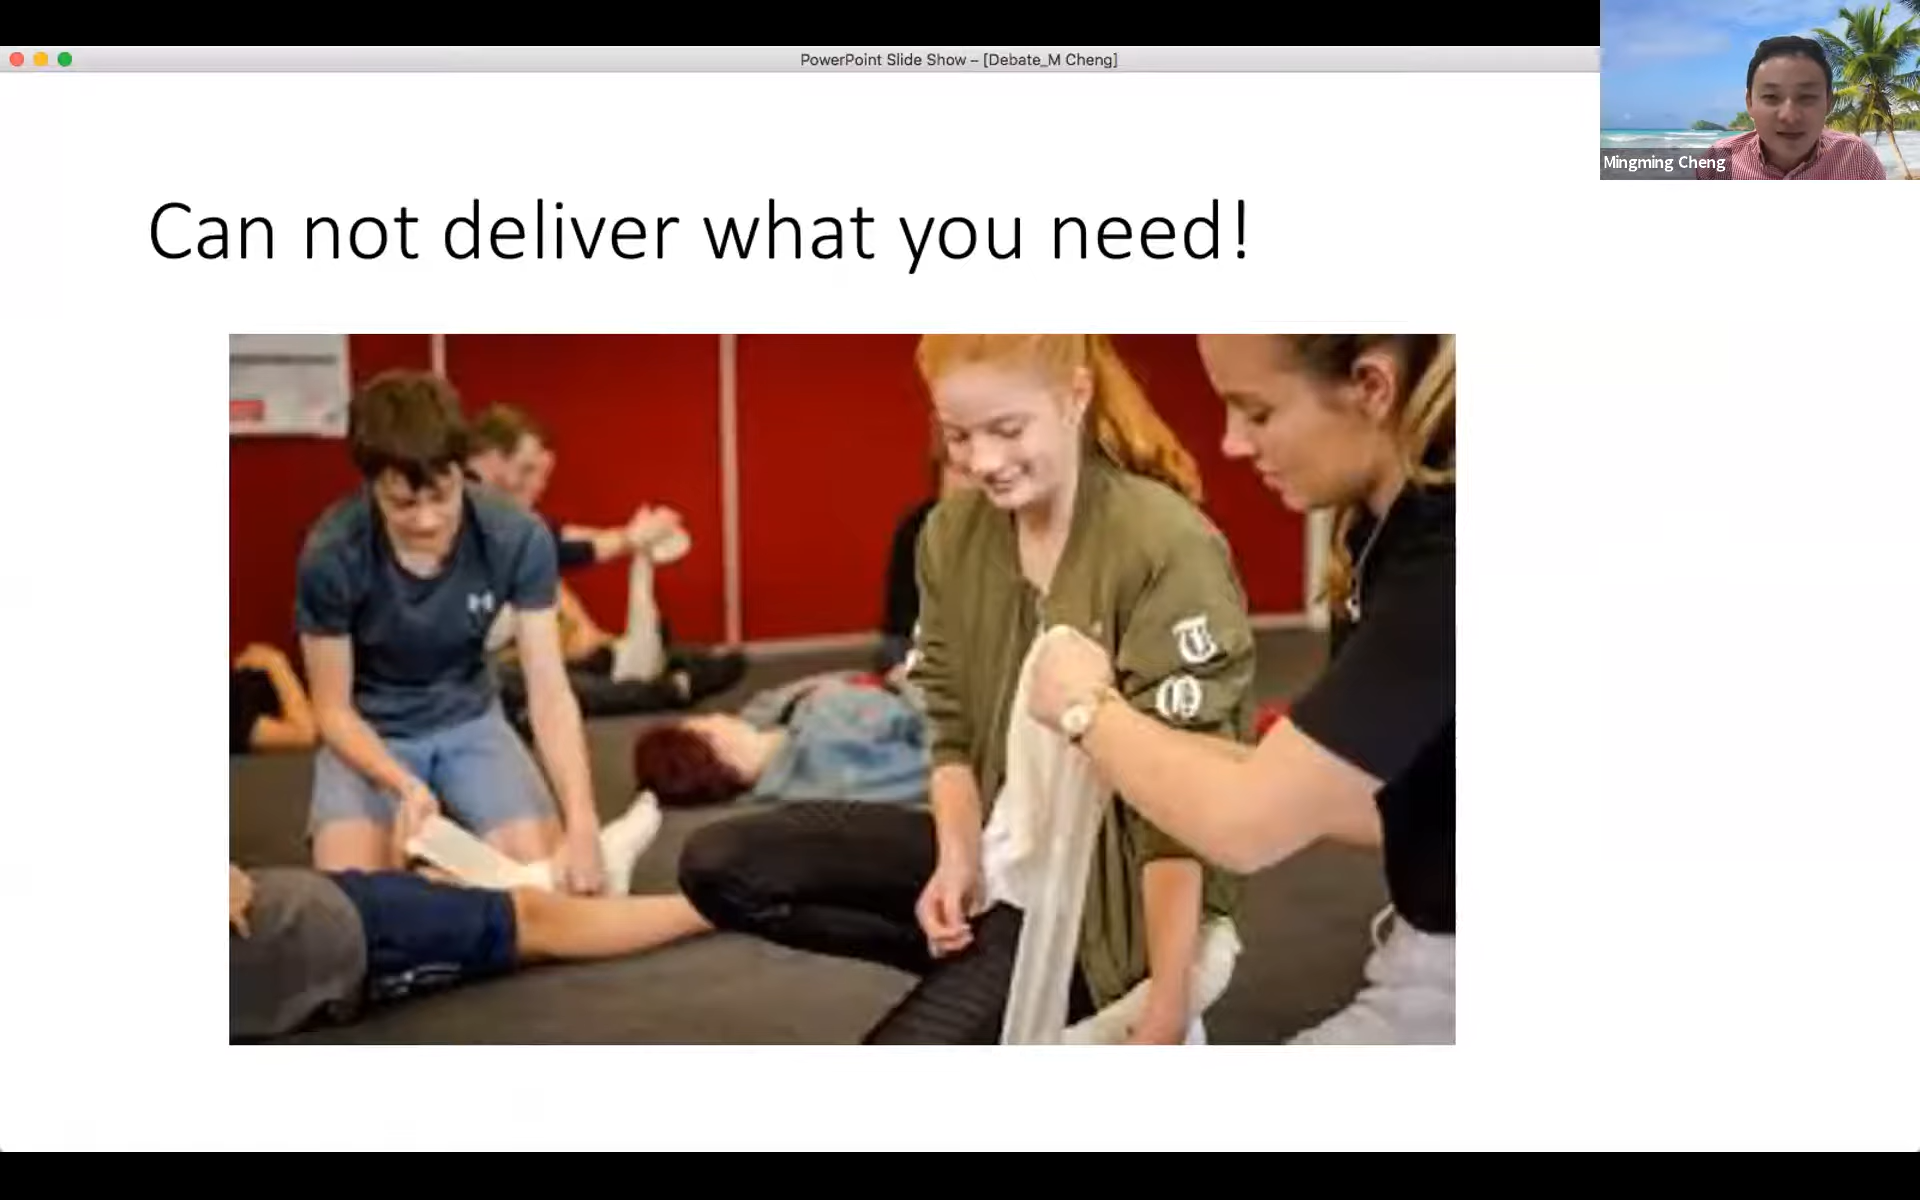 PowerPoint Slide Show – [Debate_M Cheng]
Mingming Cheng
Can not deliver what you need!
T
O